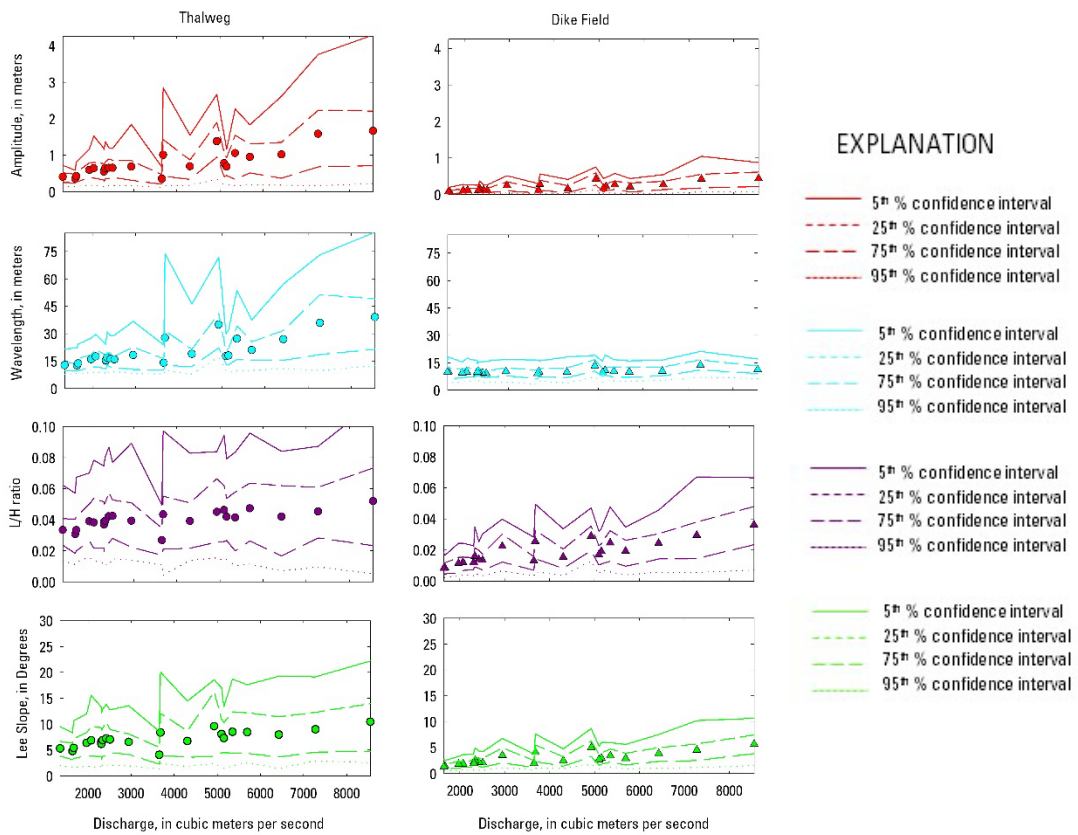 Thalweg
Dike Field
4
3
2
1
0
Amplitude, in meters
4
3
2
1
0
75
60
45
30
15
0
Wavelength, in meters
75
60
45
30
15
0
0.10
0.08
0.06
0.04
0.02
0.00
L/H ratio
0.10
0.08
0.06
0.04
0.02
0.00
30
25
20
15
10
5
0
Lee Slope, in Degrees
30
25
20
15
10
5
0
2000 3000 4000 5000 6000 7000 8000
2000 3000 4000 5000 6000 7000 8000
Discharge, in cubic meters per second
Discharge, in cubic meters per second
EXPLANATION
5th % confidence interval
25th % confidence interval
75th % confidence interval
95th % confidence interval
5th % confidence interval
25th % confidence interval
75th % confidence interval
95th % confidence interval
5th % confidence interval
25th % confidence interval
75th % confidence interval
95th % confidence interval
5th % confidence interval
25th % confidence interval
75th % confidence interval
95th % confidence interval